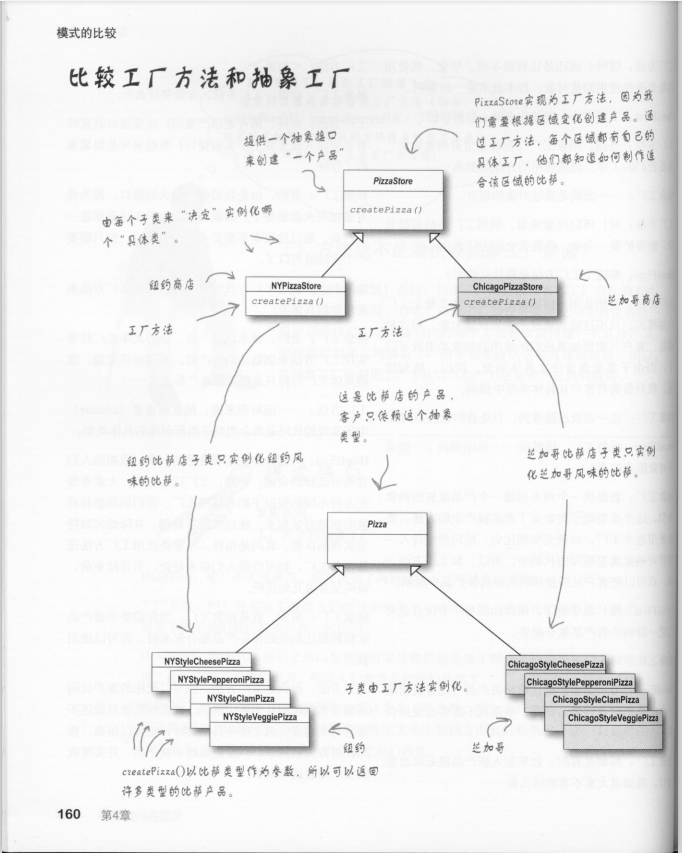 模式的比较
比较工厂方法和抽象工厂
PizzaStore实现为工厂方法，因为我
们需要根据区域变化创建产品。通
过工厂方法，每个区域都有自己的
具体工厂，他们都知道如何制作适
合该区域的比萨。
提供一个抽象接口
来创建“一个产品”
PizzaStore
createPizza()
由每个子类来“决定”实例化哪
个“具体类”。
纽约商店
NYPizzaStore
createPizza()
ChicagoPizzaStore
createPizza()
芝加哥商店
工厂方法
工厂方法
这是比萨店的产品，
客户只依赖这个抽象
类型。
纽约比萨店子类只实例化纽约风
味的比萨。
芝加哥比萨店子类只实例
化芝加哥风味的比萨。
Pizza
NYStyleCheesePizza
NYStylePepperoniPizza
NYStyleClamPizza
NYStyleVeggiePizza
子类由工厂方法实例化。
ChicagoStyleCheesePizza
ChicagoStylePepperoniPizza
ChicagoStyleClamPizza
ChicagoStyleVeggiePizza
纽约
芝加哥
createPizza()以比萨类型作为参数，所以可以返回
许多类型的比萨产品。
160 第4章